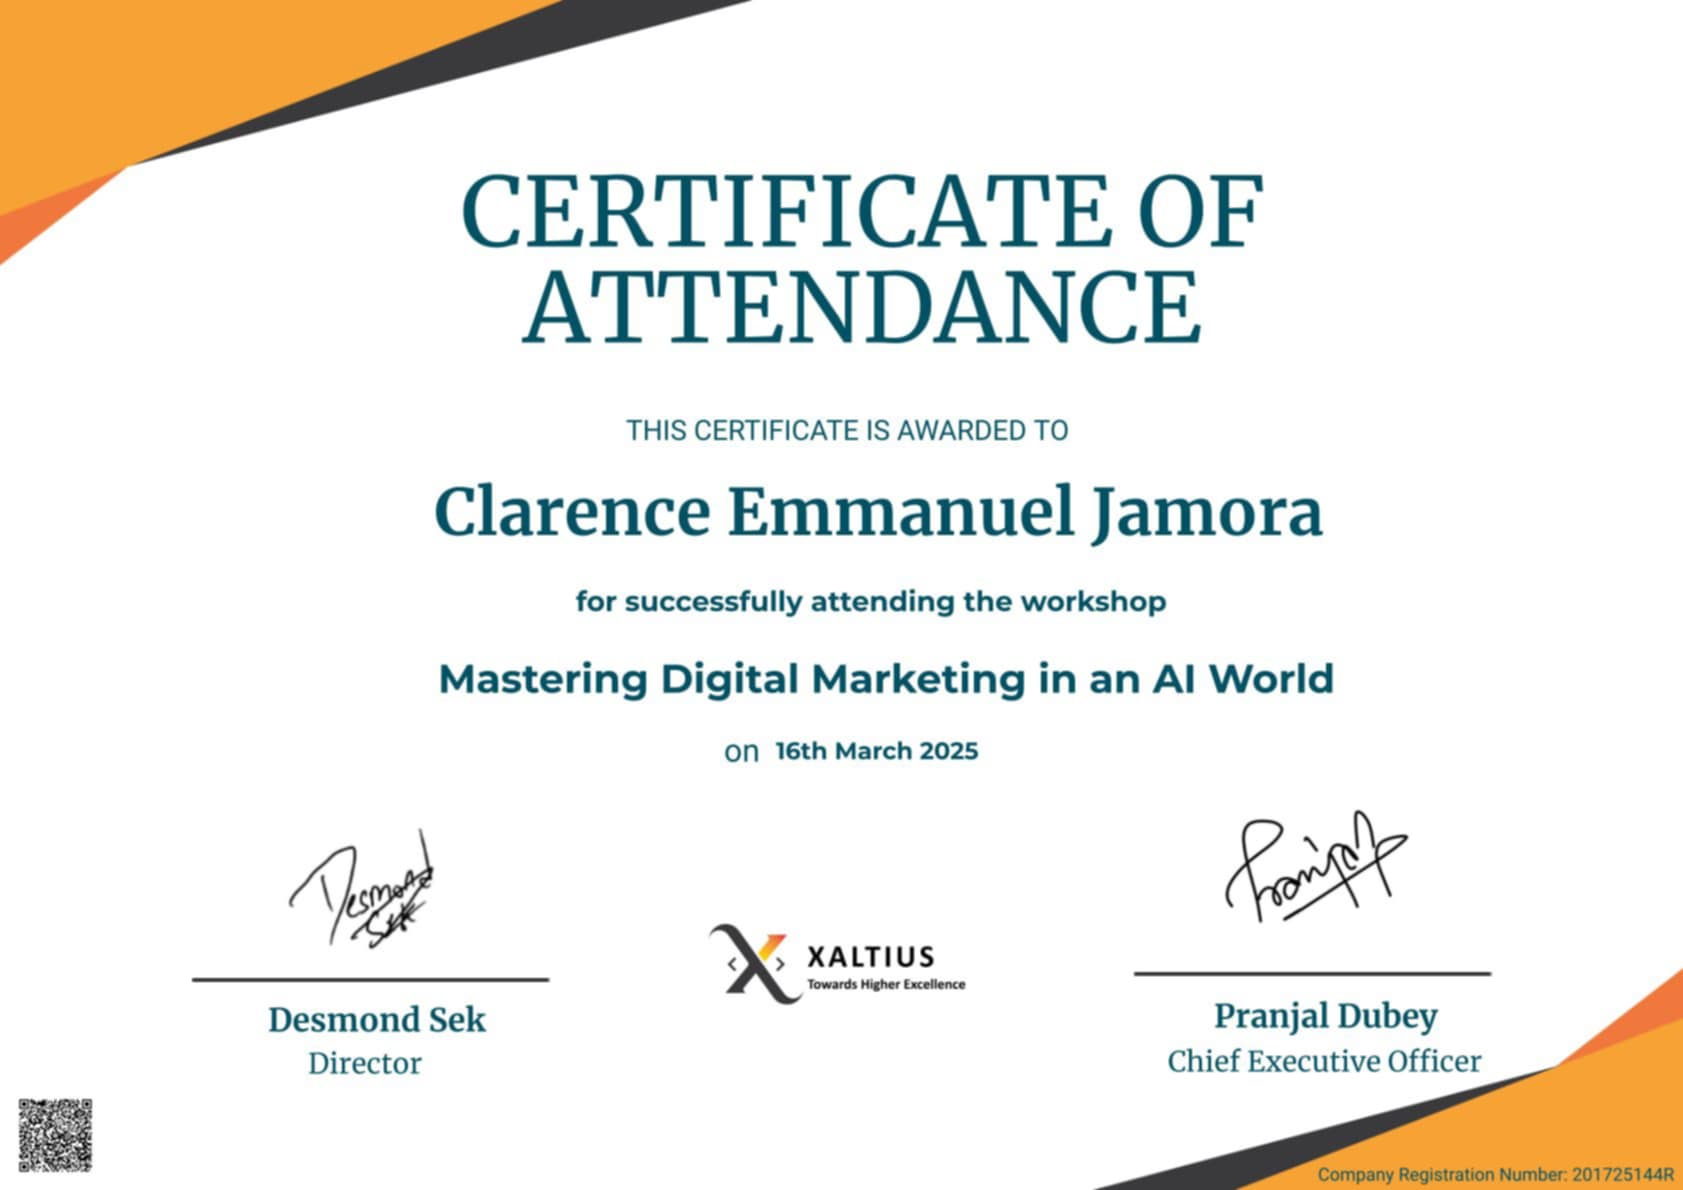 CERTIFICATE OF
ATTENDANCE
THIS CERTIFICATE IS AWARDED TO
Clarence Emmanuel Jamora
for successfully attending the workshop
Mastering Digital Marketing in an AI World
on 16th March 2025
Desmond
Sek
Pranjal
XALTIUS
Towards Higher Excellence
Desmond Sek
Director
Pranjal Dubey
Chief Executive Officer
Company Registration Number: 201725144R